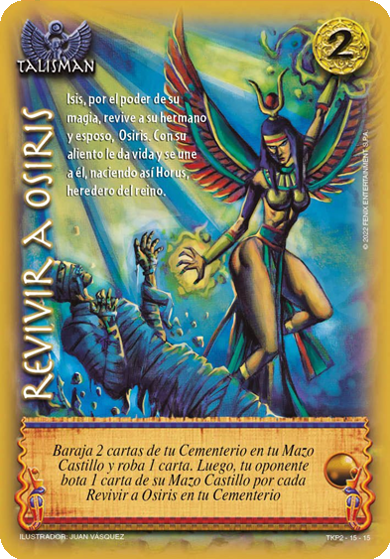 TALISMAN
2
REVIVIR A OSIRIS
Isis, por el poder de su
magia, revive a su hermano
y esposo, Osiris. Con su
aliento le da vida y se une
a él, naciendo así Horus,
heredero del reino.
© 2022 FENIX ENTERTAINMENT S.P.A
Baraja 2 cartas de tu Cementerio en tu Mazo
Castillo y roba 1 carta. Luego, tu oponente
bota 1 carta de su Mazo Castillo por cada
Revivir a Osiris en tu Cementerio
ILUSTRADOR: JUAN VÁSQUEZ
TKP2 - 15 - 15